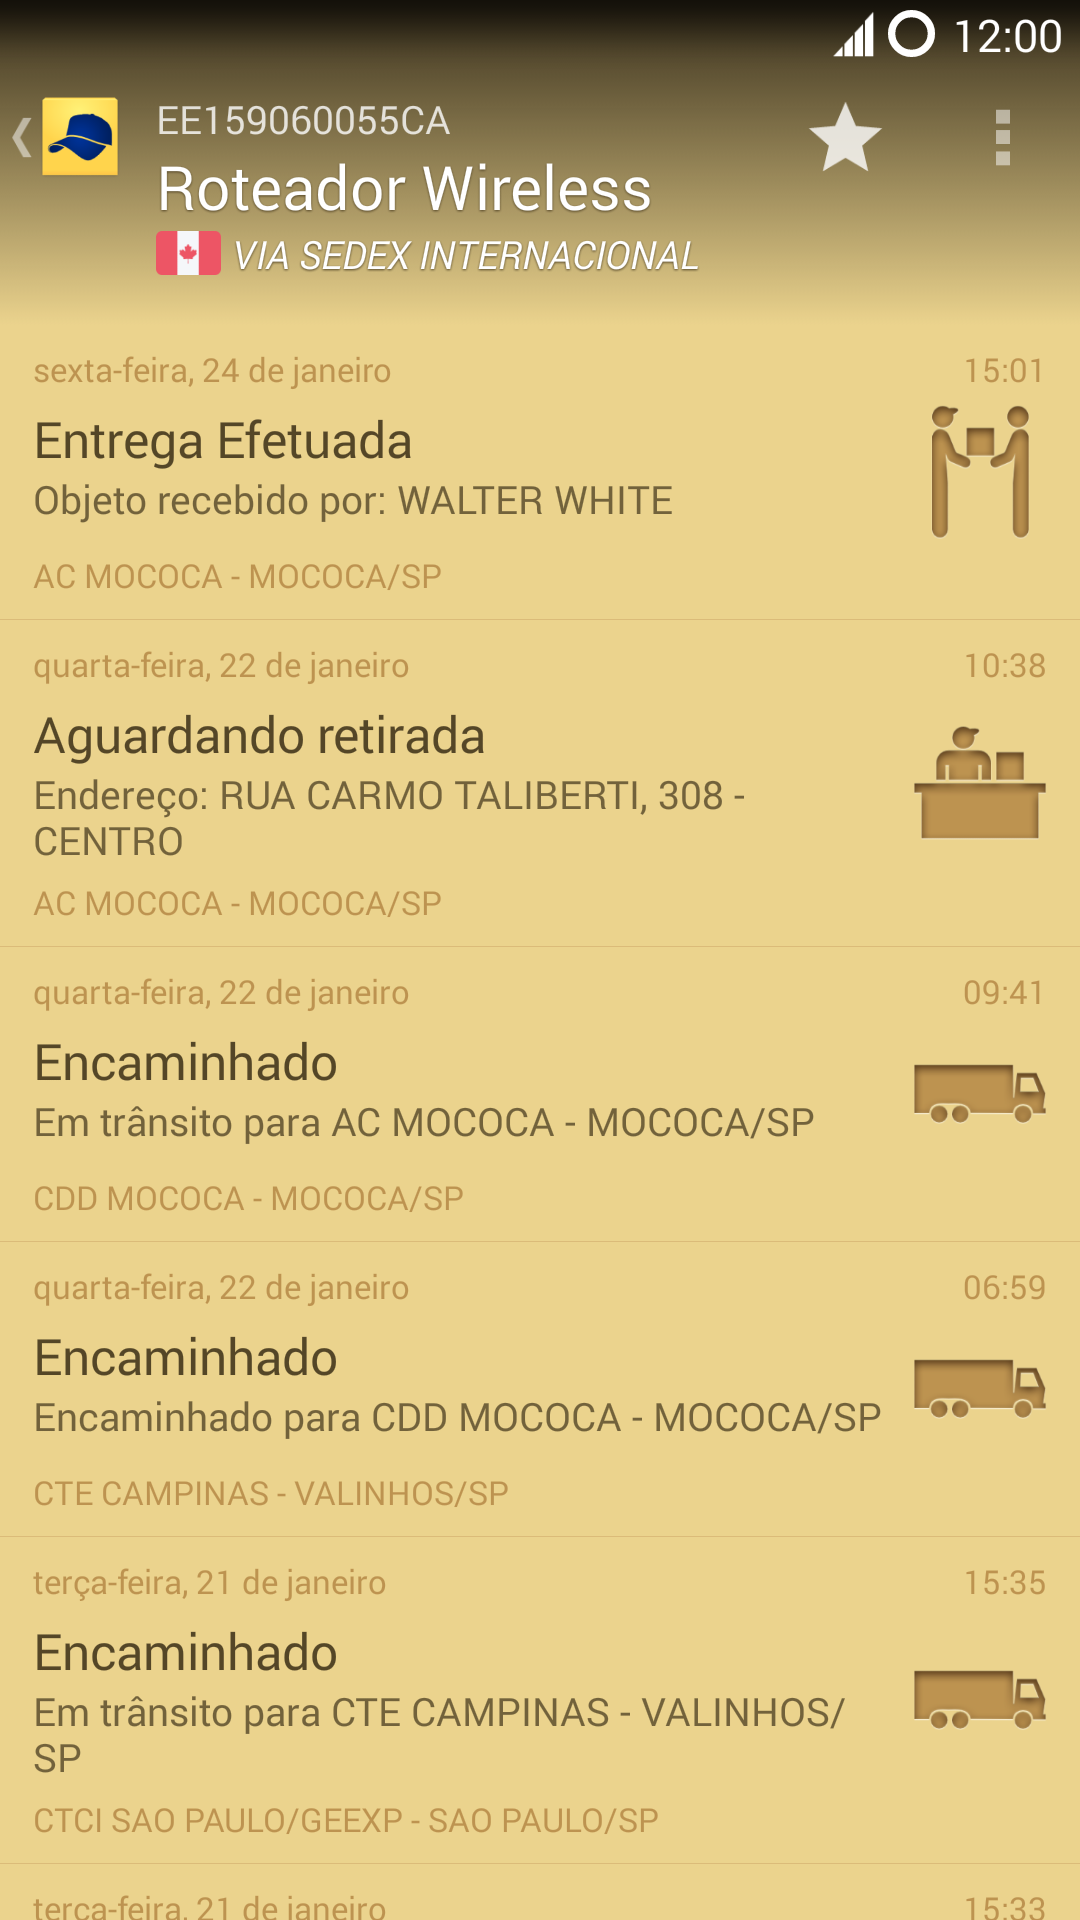 12:00
EE159060055CA
Roteador Wireless
VIA SEDEX INTERNACIONAL
sexta-feira, 24 de janeiro 15:01
Entrega Efetuada
Objeto recebido por: WALTER WHITE
AC MOCOCA - MOCOCA/SP
quarta-feira, 22 de janeiro 10:38
Aguardando retirada
Endereço: RUA CARMO TALIBERTI, 308 -
CENTRO
AC MOCOCA - MOCOCA/SP
quarta-feira, 22 de janeiro 09:41
Encaminhado
Em trânsito para AC MOCOCA - MOCOCA/SP
CDD MOCOCA - MOCOCA/SP
quarta-feira, 22 de janeiro 06:59
Encaminhado
Encaminhado para CDD MOCOCA - MOCOCA/SP
CTE CAMPINAS - VALINHOS/SP
terça-feira, 21 de janeiro 15:35
Encaminhado
Em trânsito para CTE CAMPINAS - VALINHOS/
SP
CTCI SAO PAULO/GEEXP - SAO PAULO/SP
terça-feira, 21 de janeiro 15:33